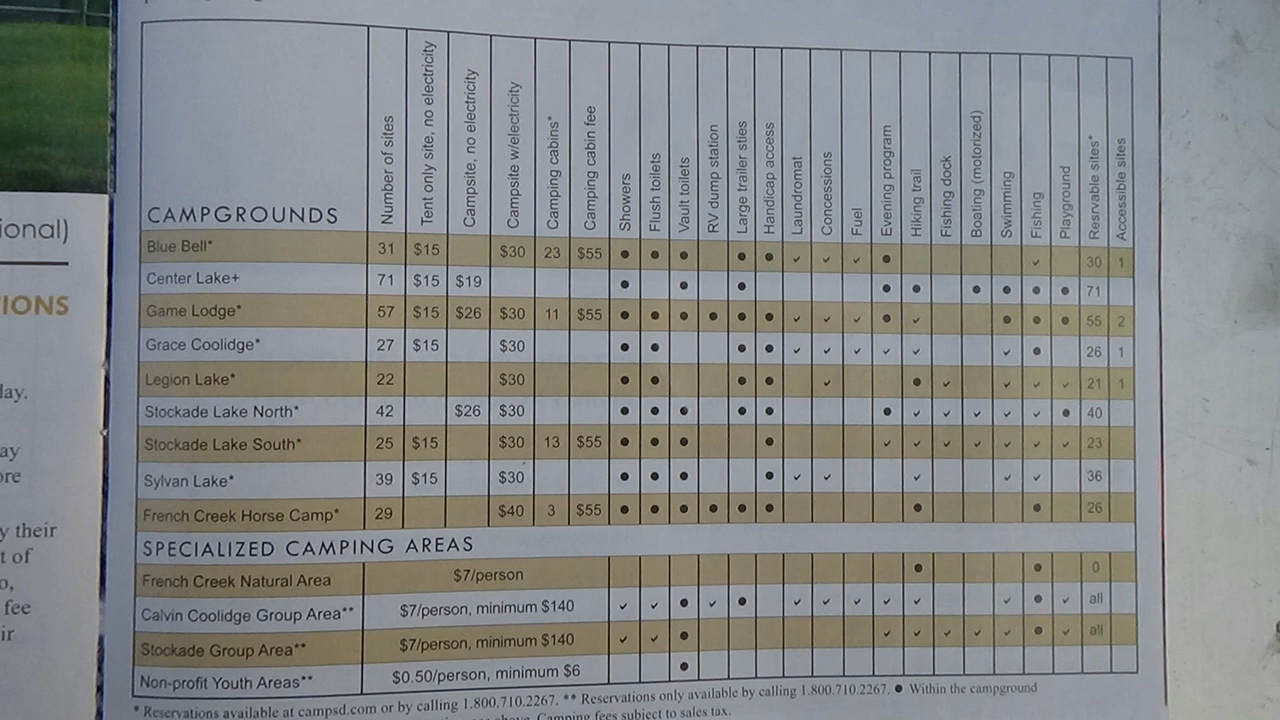 ional)
IONS
lay.
ay
ore
y their
t of
fee
ir
CAMPGROUNDS Number of sites Tent only site, no electricity Campsite, no electricity Campsite w/electricity Camping cabins* Camping cabin fee Showers Flush toilets Vault toilets RV dump station Large trailer sties Handicap access Laundromat Concessions Fuel Evening program Hiking trail Fishing dock Boating (motorized) Swimming Fishing Playground Resrvable sites* Accessible sites
Blue Bell* 31 $15 $30 23 $55 ● ● ● ● ● ✓ ✓ ✓ ● ✓ 30 1
Center Lake+ 71 $15 $19 ● ● ● ● ● ● ● ● ● 71
Game Lodge* 57 $15 $26 $30 11 $55 ● ● ● ● ● ● ✓ ✓ ✓ ● ✓ ● ● ● 55 2
Grace Coolidge* 27 $15 $30 ● ● ● ● ✓ ✓ ✓ ✓ ✓ ✓ ● 26 1
Legion Lake* 22 $30 ● ● ● ● ✓ ● ✓ ✓ ✓ ✓ 21 1
Stockade Lake North* 42 $26 $30 ● ● ● ● ● ● ✓ ✓ ✓ ✓ ✓ ● 40
Stockade Lake South* 25 $15 $30 13 $55 ● ● ● ● ✓ ✓ ✓ ✓ ✓ ✓ ✓ 23
Sylvan Lake* 39 $15 $30 ● ● ● ● ✓ ✓ ✓ ✓ ✓ 36
French Creek Horse Camp* 29 $40 3 $55 ● ● ● ● ● ● ● ● 26
SPECIALIZED CAMPING AREAS
French Creek Natural Area $7/person ● ● 0
Calvin Coolidge Group Area** $7/person, minimum $140 ✓ ✓ ● ✓ ● ✓ ✓ ✓ ✓ ✓ ✓ ● ✓ all
Stockade Group Area** $7/person, minimum $140 ✓ ✓ ● ✓ ✓ ✓ ✓ ✓ ● ✓ all
Non-profit Youth Areas** $0.50/person, minimum $6 ●
* Reservations available at campsd.com or by calling 1.800.710.2267. ** Reservations only available by calling 1.800.710.2267. ● Within the campground
above. Camping fees subject to sales tax.